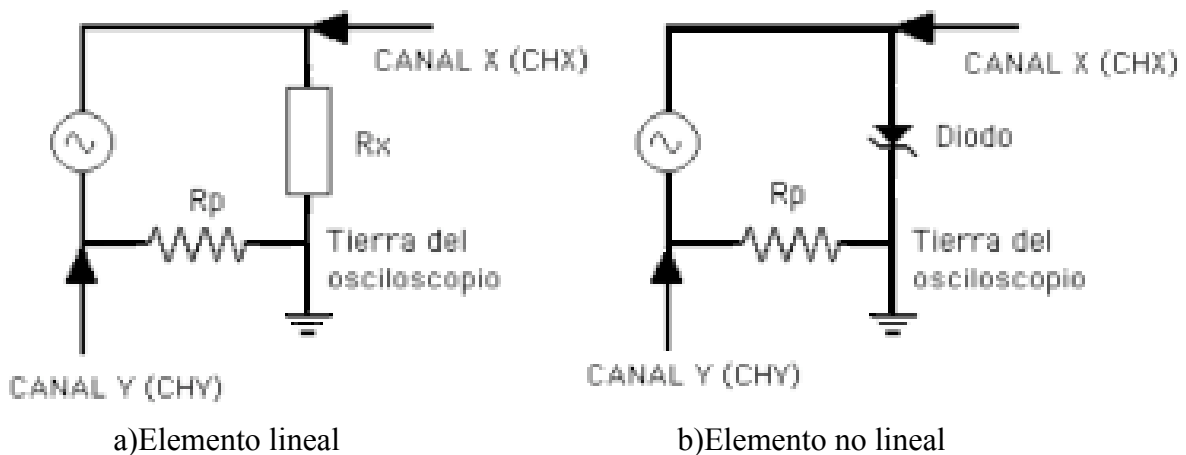 CANAL X (CHX)
Rx
Rp
Tierra del
osciloscopio
CANAL Y (CHY)
a)Elemento lineal
CANAL X (CHX)
Diodo
Rp
Tierra del
osciloscopio
CANAL Y (CHY)
b)Elemento no lineal